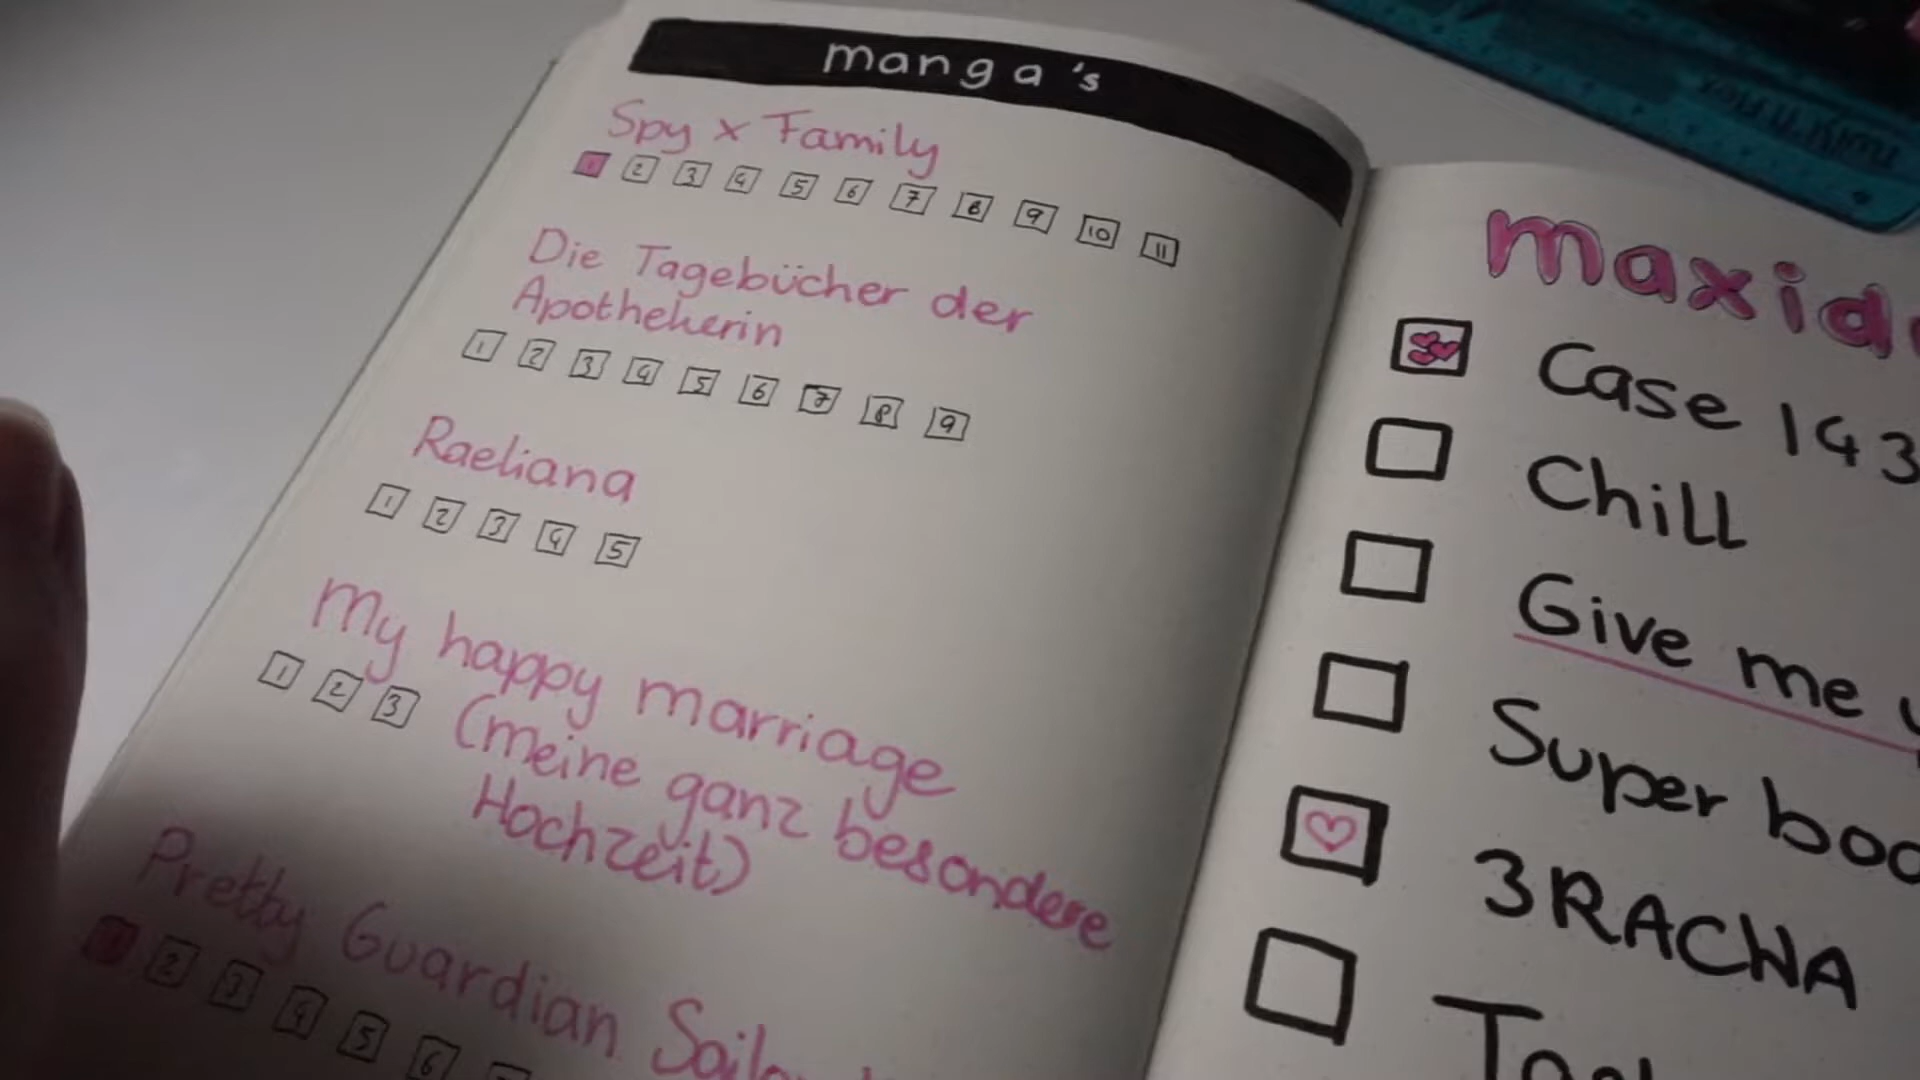 manga's
Spy x Family
1 2 3 4 5 6 7 8 9 10 11
Die Tagebücher der
Apothekerin
1 2 3 4 5 6 7 8 9
Raeliana
1 2 3 4 5
My happy marriage
1 2 3 (meine ganz besondere
Hochzeit)
Pretty Guardian
1 2 3 4 5 6
Case 143
Chill
Give me
Super
3RACHA